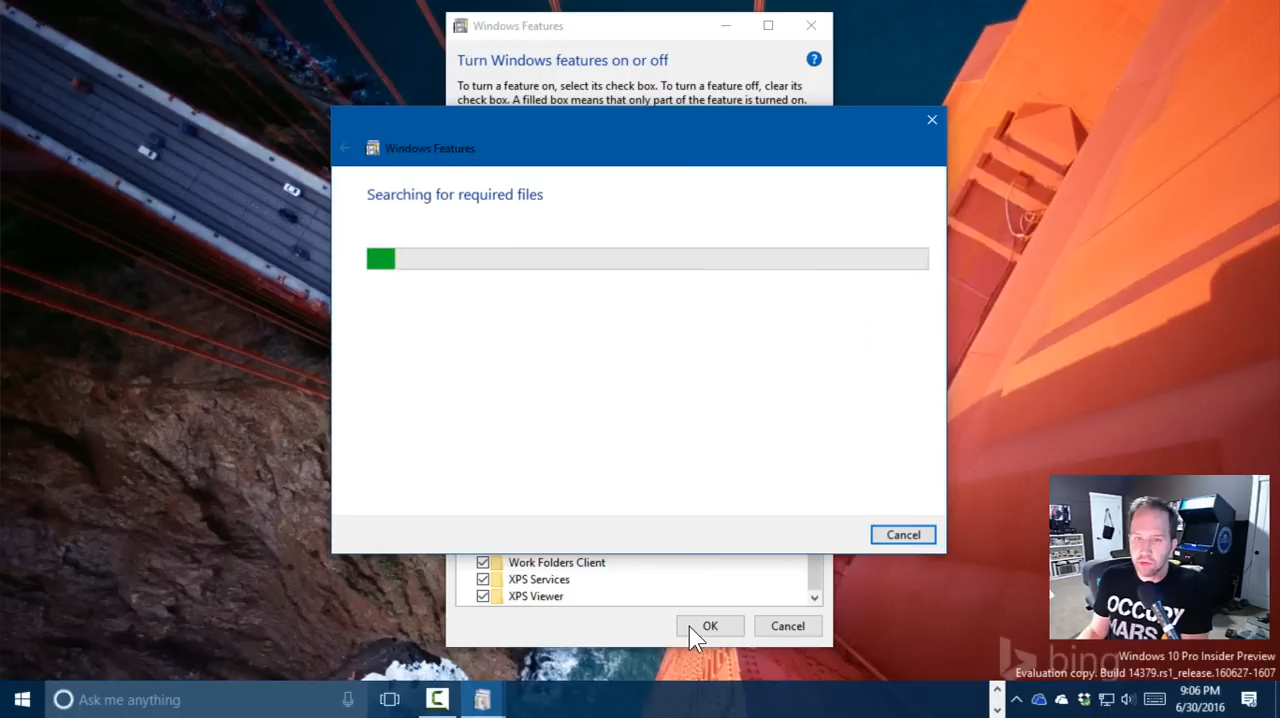 Windows Features
Turn Windows features on or off
To turn a feature on, select its check box. To turn a feature off, clear its
check box. A filled box means that only part of the feature is turned on.
Windows Features
Searching for required files
Cancel
Work Folders Client
XPS Services
XPS Viewer
OK
Cancel
OCCUPY
MARS
bing
Windows 10 Pro Insider Preview
Evaluation copy. Build 14379.rs1_release.160627-1607
Ask me anything
9:06 PM
6/30/2016